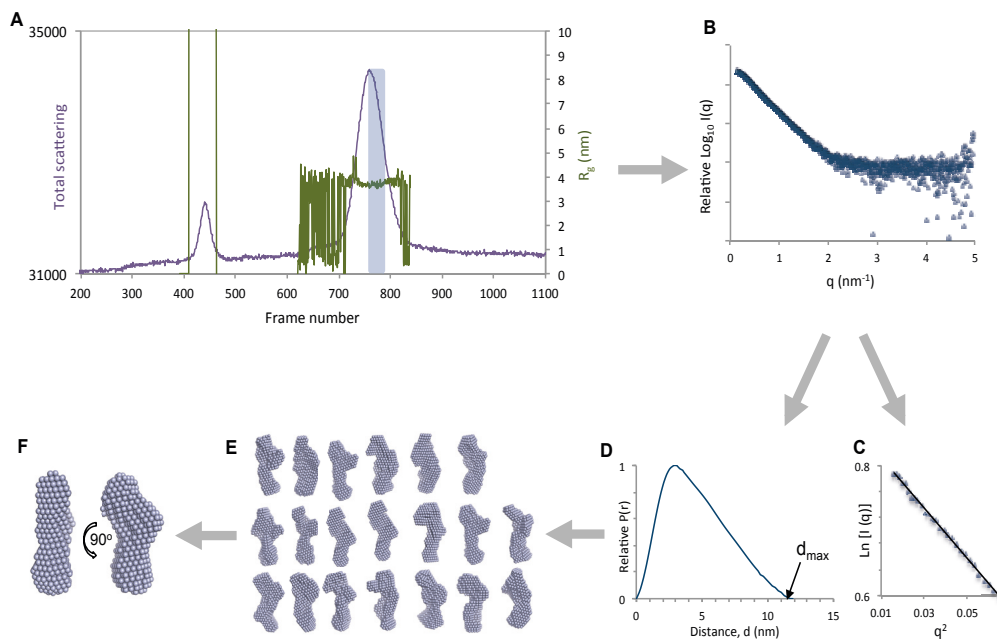 A
35000
31000
Total scattering
200 300 400 500 600 700 800 900 1000 1100
Frame number
10
9
8
7
6
5
4
3
2
1
0
Rg (nm)
B
Relative Log10 I(q)
0 1 2 3 4 5
q (nm-1)
F
90o
E
D
1
0
Relative P(r)
dmax
0 5 10 15
Distance, d (nm)
C
0.8
0.6
Ln [I (q)]
0.01 0.03 0.05
q2